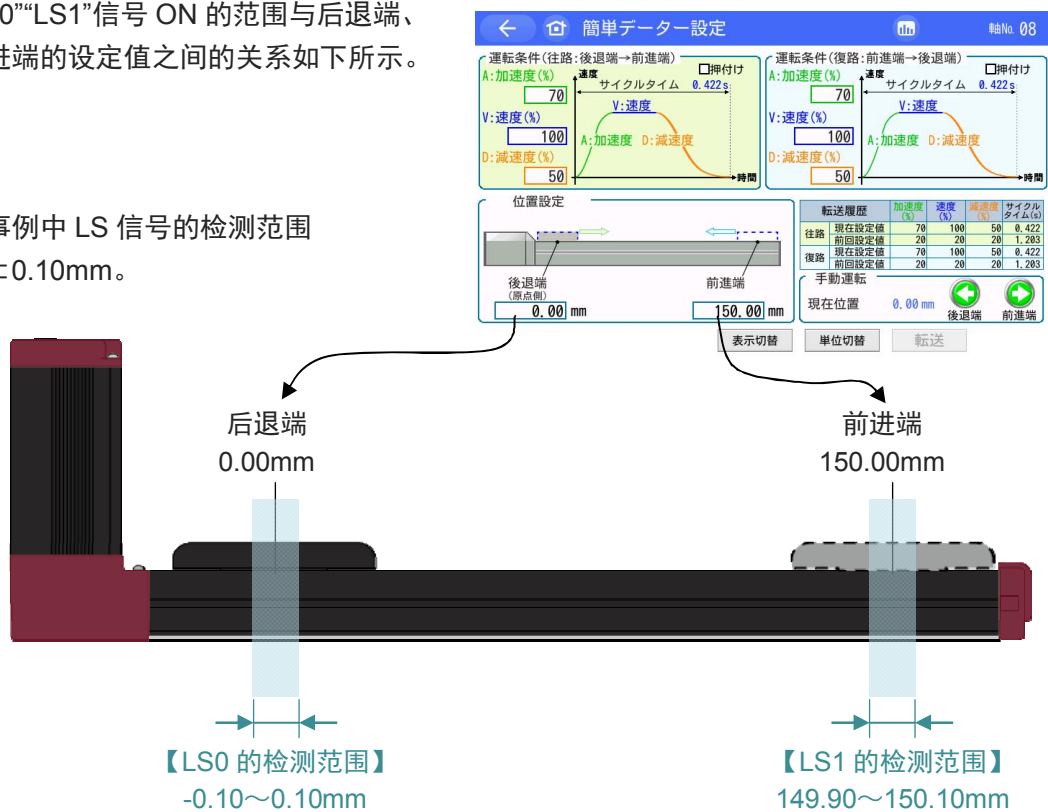 0”“LS1”信号 ON 的范围与后退端、
进端的设定值之间的关系如下所示。
事例中 LS 信号的检测范围
±0.10mm。
簡単データー設定
軸No. 08
運転条件(往路:後退端→前進端)
A:加速度(%)
速度
□押付け
サイクルタイム 0.422s
70
V:速度
V:速度(%)
100
A:加速度 D:減速度
D:減速度(%)
50
時間
運転条件(復路:前進端→後退端)
A:加速度(%)
速度
□押付け
サイクルタイム 0.422s
70
V:速度
V:速度(%)
100
A:加速度 D:減速度
D:減速度(%)
50
時間
位置設定
後退端
(原点側)
0.00 mm
前進端
150.00 mm
転送履歴 加速度(%) 速度(%) 減速度(%) サイクルタイム(s)
往路 現在設定値 70 100 50 0.422
前回設定値 20 20 20 1.203
復路 現在設定値 70 100 50 0.422
前回設定値 20 20 20 1.203
手動運転
現在位置 0.00 mm
後退端 前進端
表示切替 単位切替 転送
后退端
0.00mm
前进端
150.00mm
【LS0 的检测范围】
-0.10～0.10mm
【LS1 的检测范围】
149.90～150.10mm